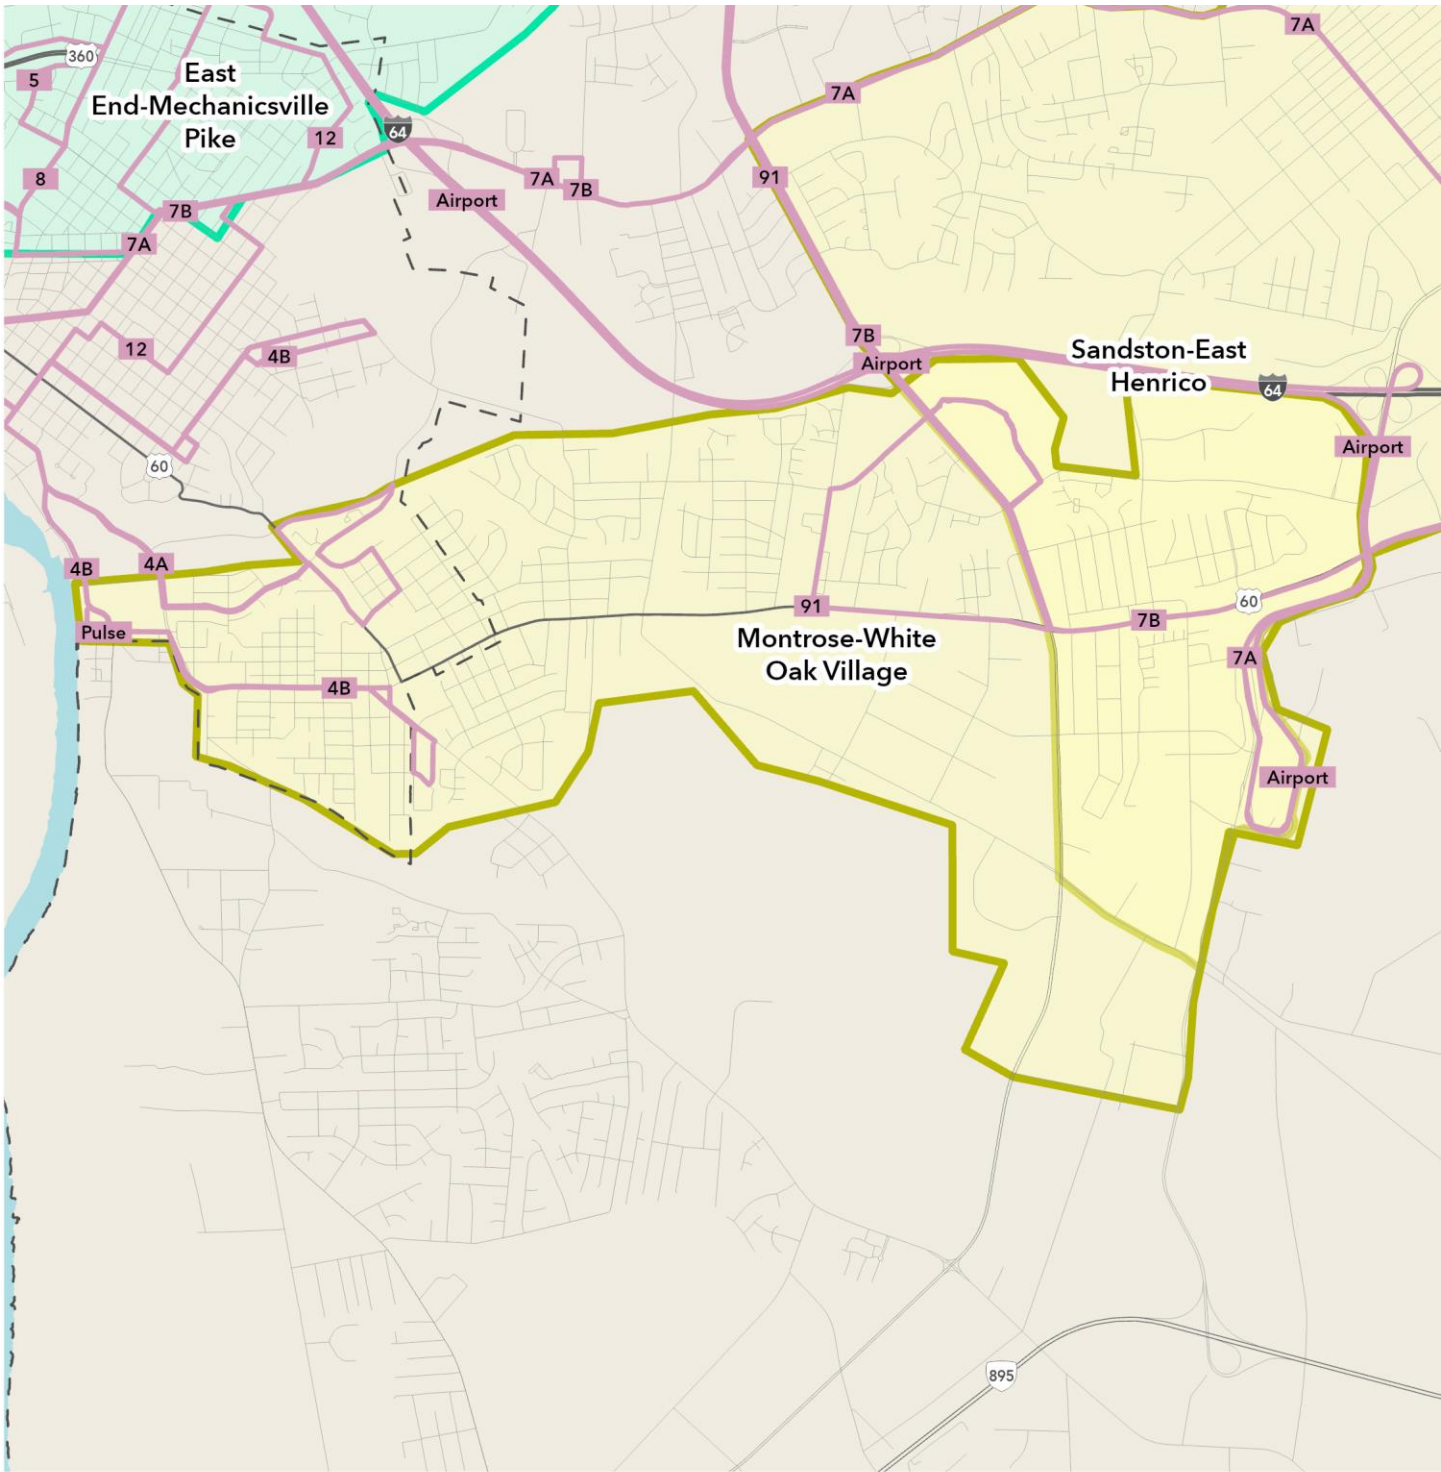 7A
360
5
East
End-Mechanicsville
Pike
7A
64
12
8
7A
91
7B
Airport
7B
7A
7B
12
4B
Airport
Sandston-East
Henrico
64
Airport
60
4B
4A
91
60
Pulse
7B
Montrose-White
Oak Village
7A
4B
Airport
895